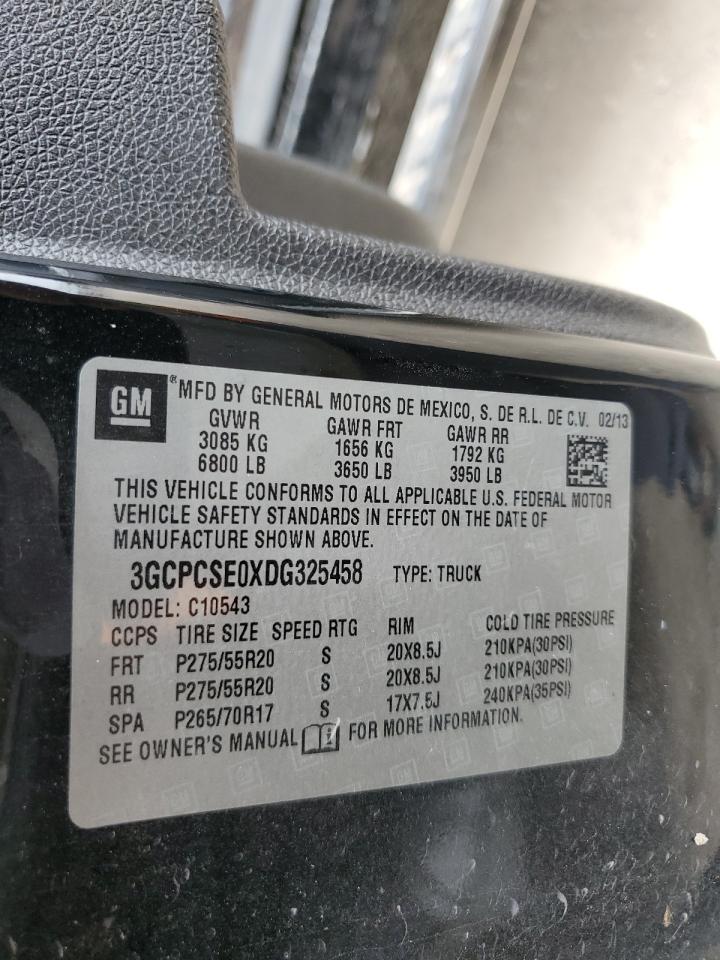 GM ® MFD BY GENERAL MOTORS DE MEXICO, S. DE R.L. DE C.V. 02/13
GVWR GAWR FRT GAWR RR
3085 KG 1656 KG 1792 KG
6800 LB 3650 LB 3950 LB
THIS VEHICLE CONFORMS TO ALL APPLICABLE U.S. FEDERAL MOTOR
VEHICLE SAFETY STANDARDS IN EFFECT ON THE DATE OF
MANUFACTURE SHOWN ABOVE.
3GCPCSE0XDG325458 TYPE: TRUCK
MODEL: C10543
CCPS TIRE SIZE SPEED RTG RIM COLD TIRE PRESSURE
FRT P275/55R20 S 20X8.5J 210KPA(30PSI)
RR P275/55R20 S 20X8.5J 210KPA(30PSI)
SPA P265/70R17 S 17X7.5J 240KPA(35PSI)
SEE OWNER'S MANUAL FOR MORE INFORMATION.